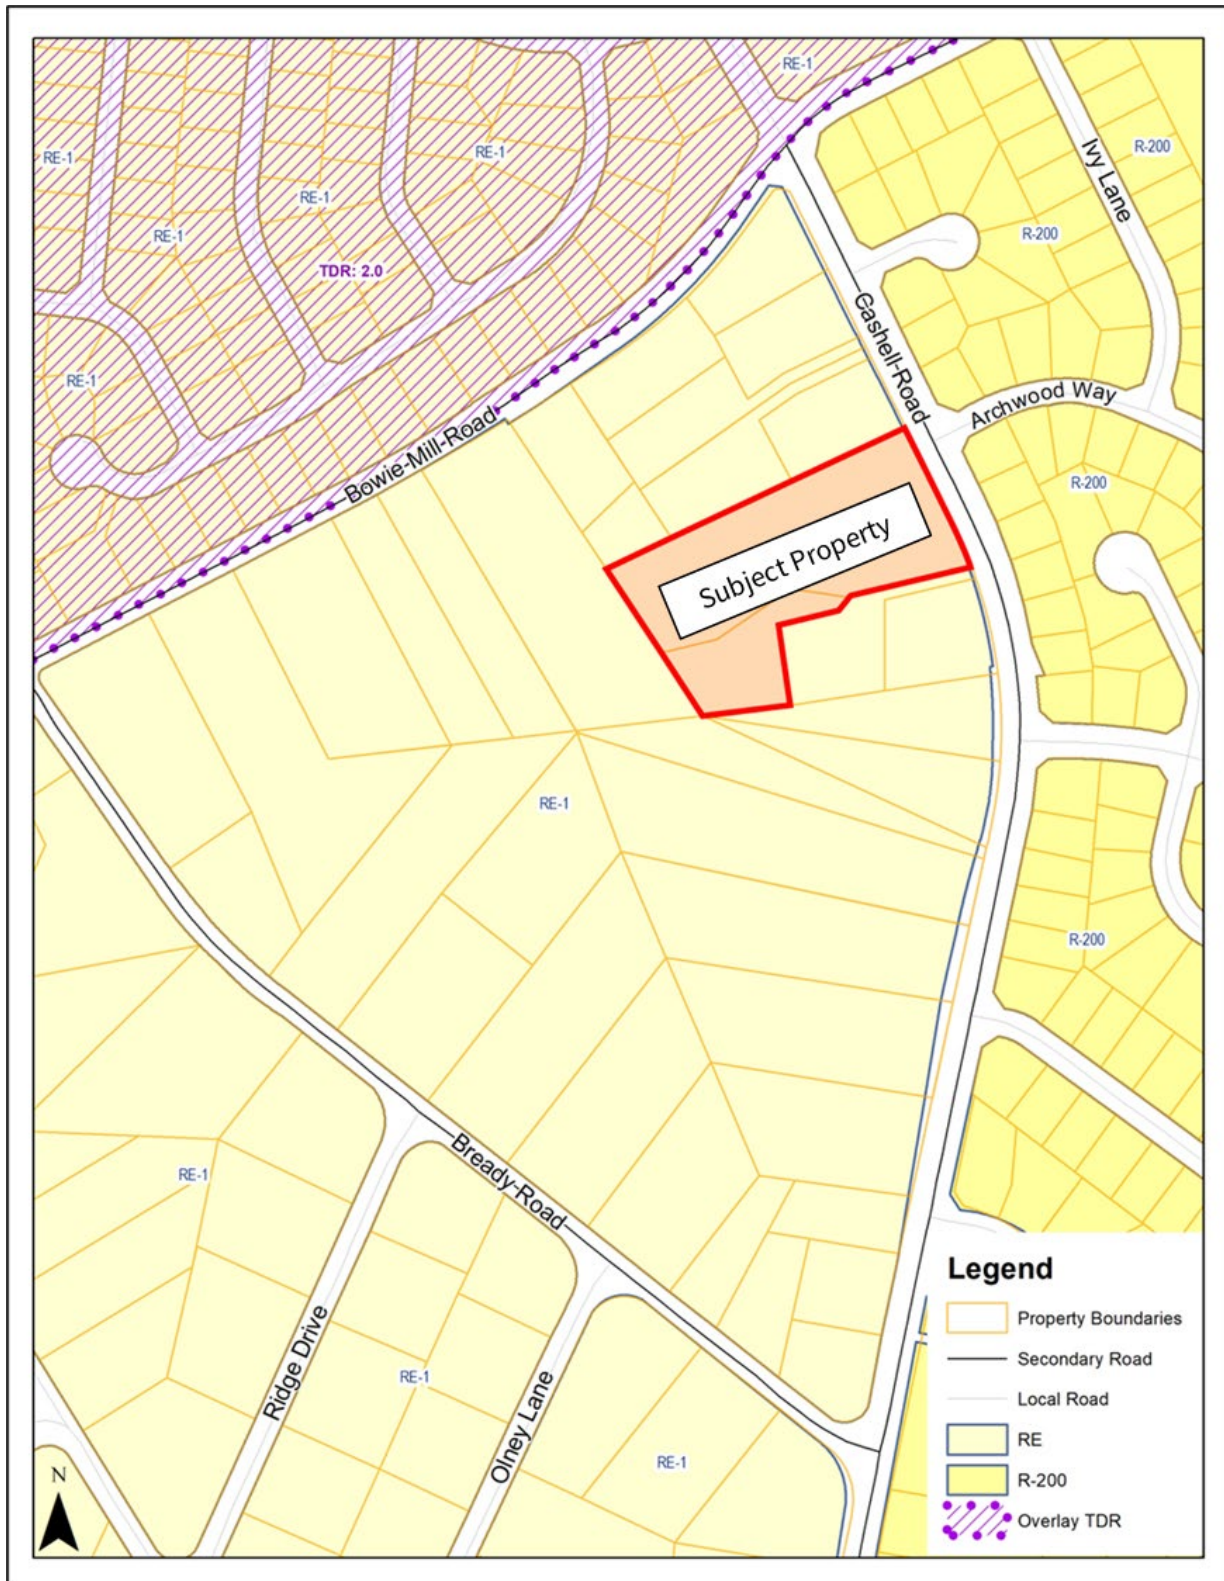 RE-1
Ivy Lane
R-200
RE-1
RE-1
RE-1
RE-1
R-200
TDR: 2.0
Cashell-Road
RE-1
Archwood Way
Bowie-Mill-Road
R-200
Subject Property
RE-1
R-200
Bready-Road
RE-1
Legend
Property Boundaries
Secondary Road
Local Road
RE
R-200
Overlay TDR
Ridge Drive
RE-1
Olney Lane
RE-1
N